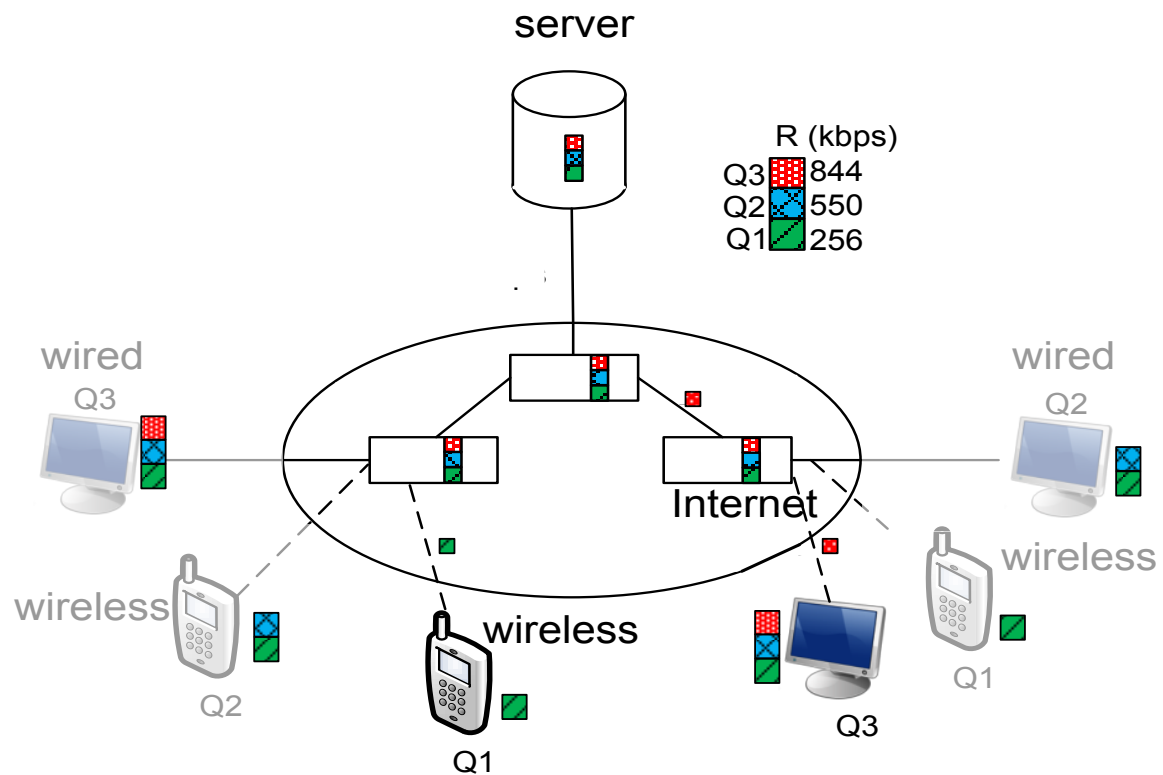 server
R (kbps)
Q3 844
Q2 550
Q1 256
wired
Q3
wired
Q2
Internet
wireless
wireless
wireless
Q2
Q1
Q3
Q1